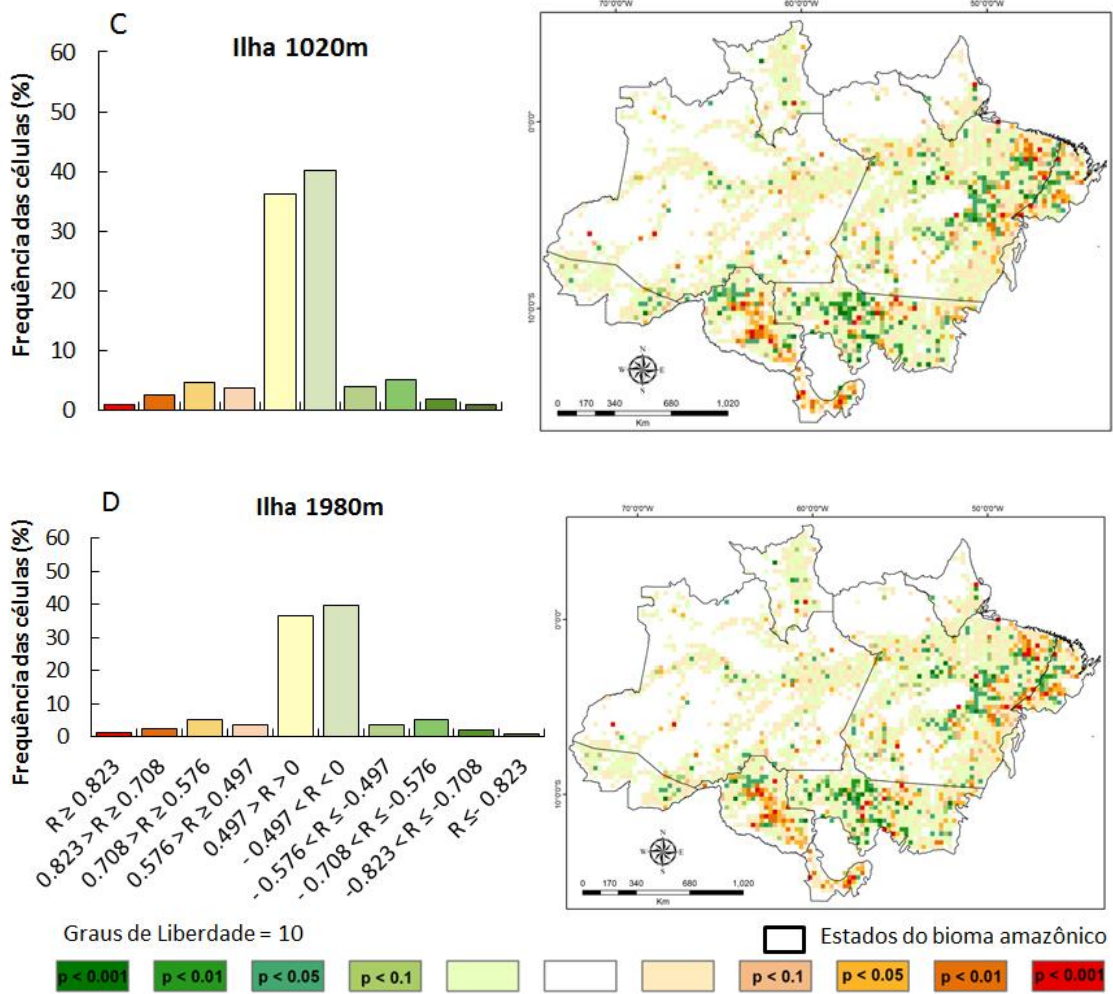 C
Ilha 1020m
Frequência das células (%)
60
50
40
30
20
10
0
70°0'0"W
60°0'0"W
50°0'0"W
0°0'0"
10°0'0"S
N
W
E
S
0 170 340 680 1,020
Km
D
Ilha 1980m
Frequência das células (%)
60
50
40
30
20
10
0
R ≥ 0.823
0.823 > R ≥ 0.708
0.708 > R ≥ 0.576
0.576 > R ≥ 0.497
0.497 > R > 0
- 0.497 < R < 0
- 0.576 < R ≤ -0.497
-0.708 < R ≤ -0.576
-0.823 < R ≤ -0.708
R ≤- 0.823
70°0'0"W
60°0'0"W
50°0'0"W
0°0'0"
10°0'0"S
N
W
E
S
0 170 340 680 1,020
Km
Graus de Liberdade = 10
Estados do bioma amazônico
p < 0.001 p < 0.01 p < 0.05 p < 0.1 p < 0.1 p < 0.05 p < 0.01 p < 0.001